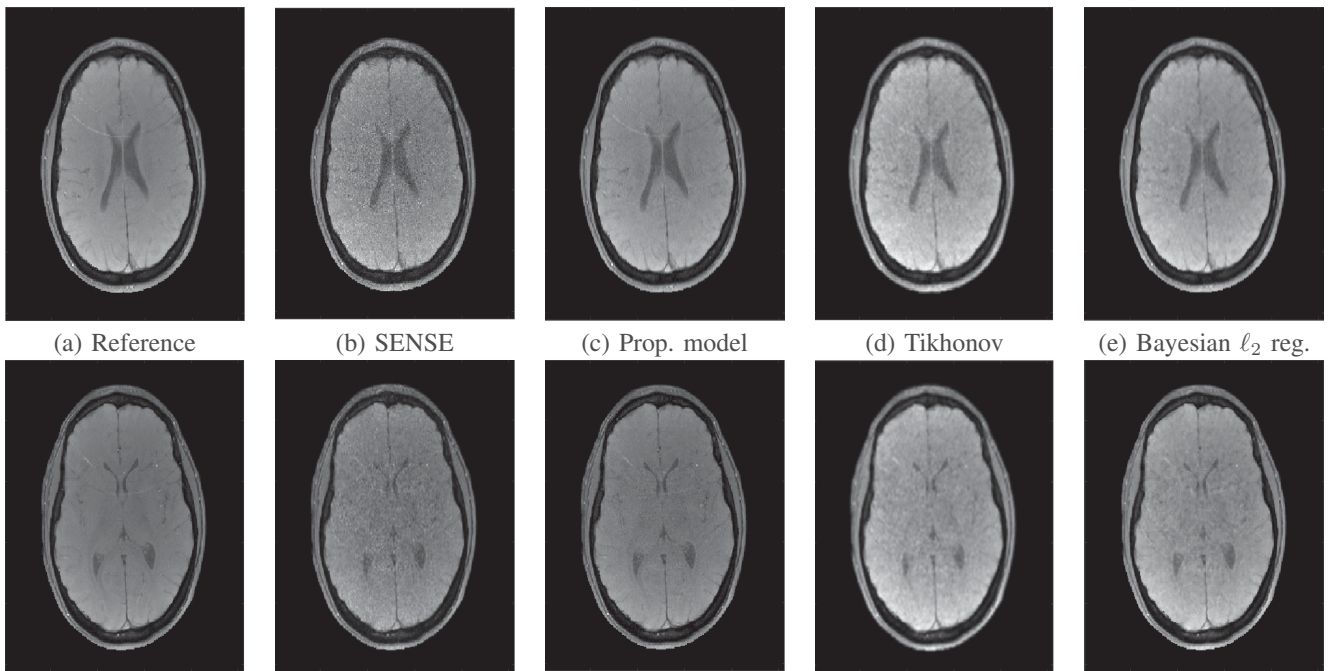 (a) Reference
(b) SENSE
(c) Prop. model
(d) Tikhonov
(e) Bayesian ℓ₂ reg.